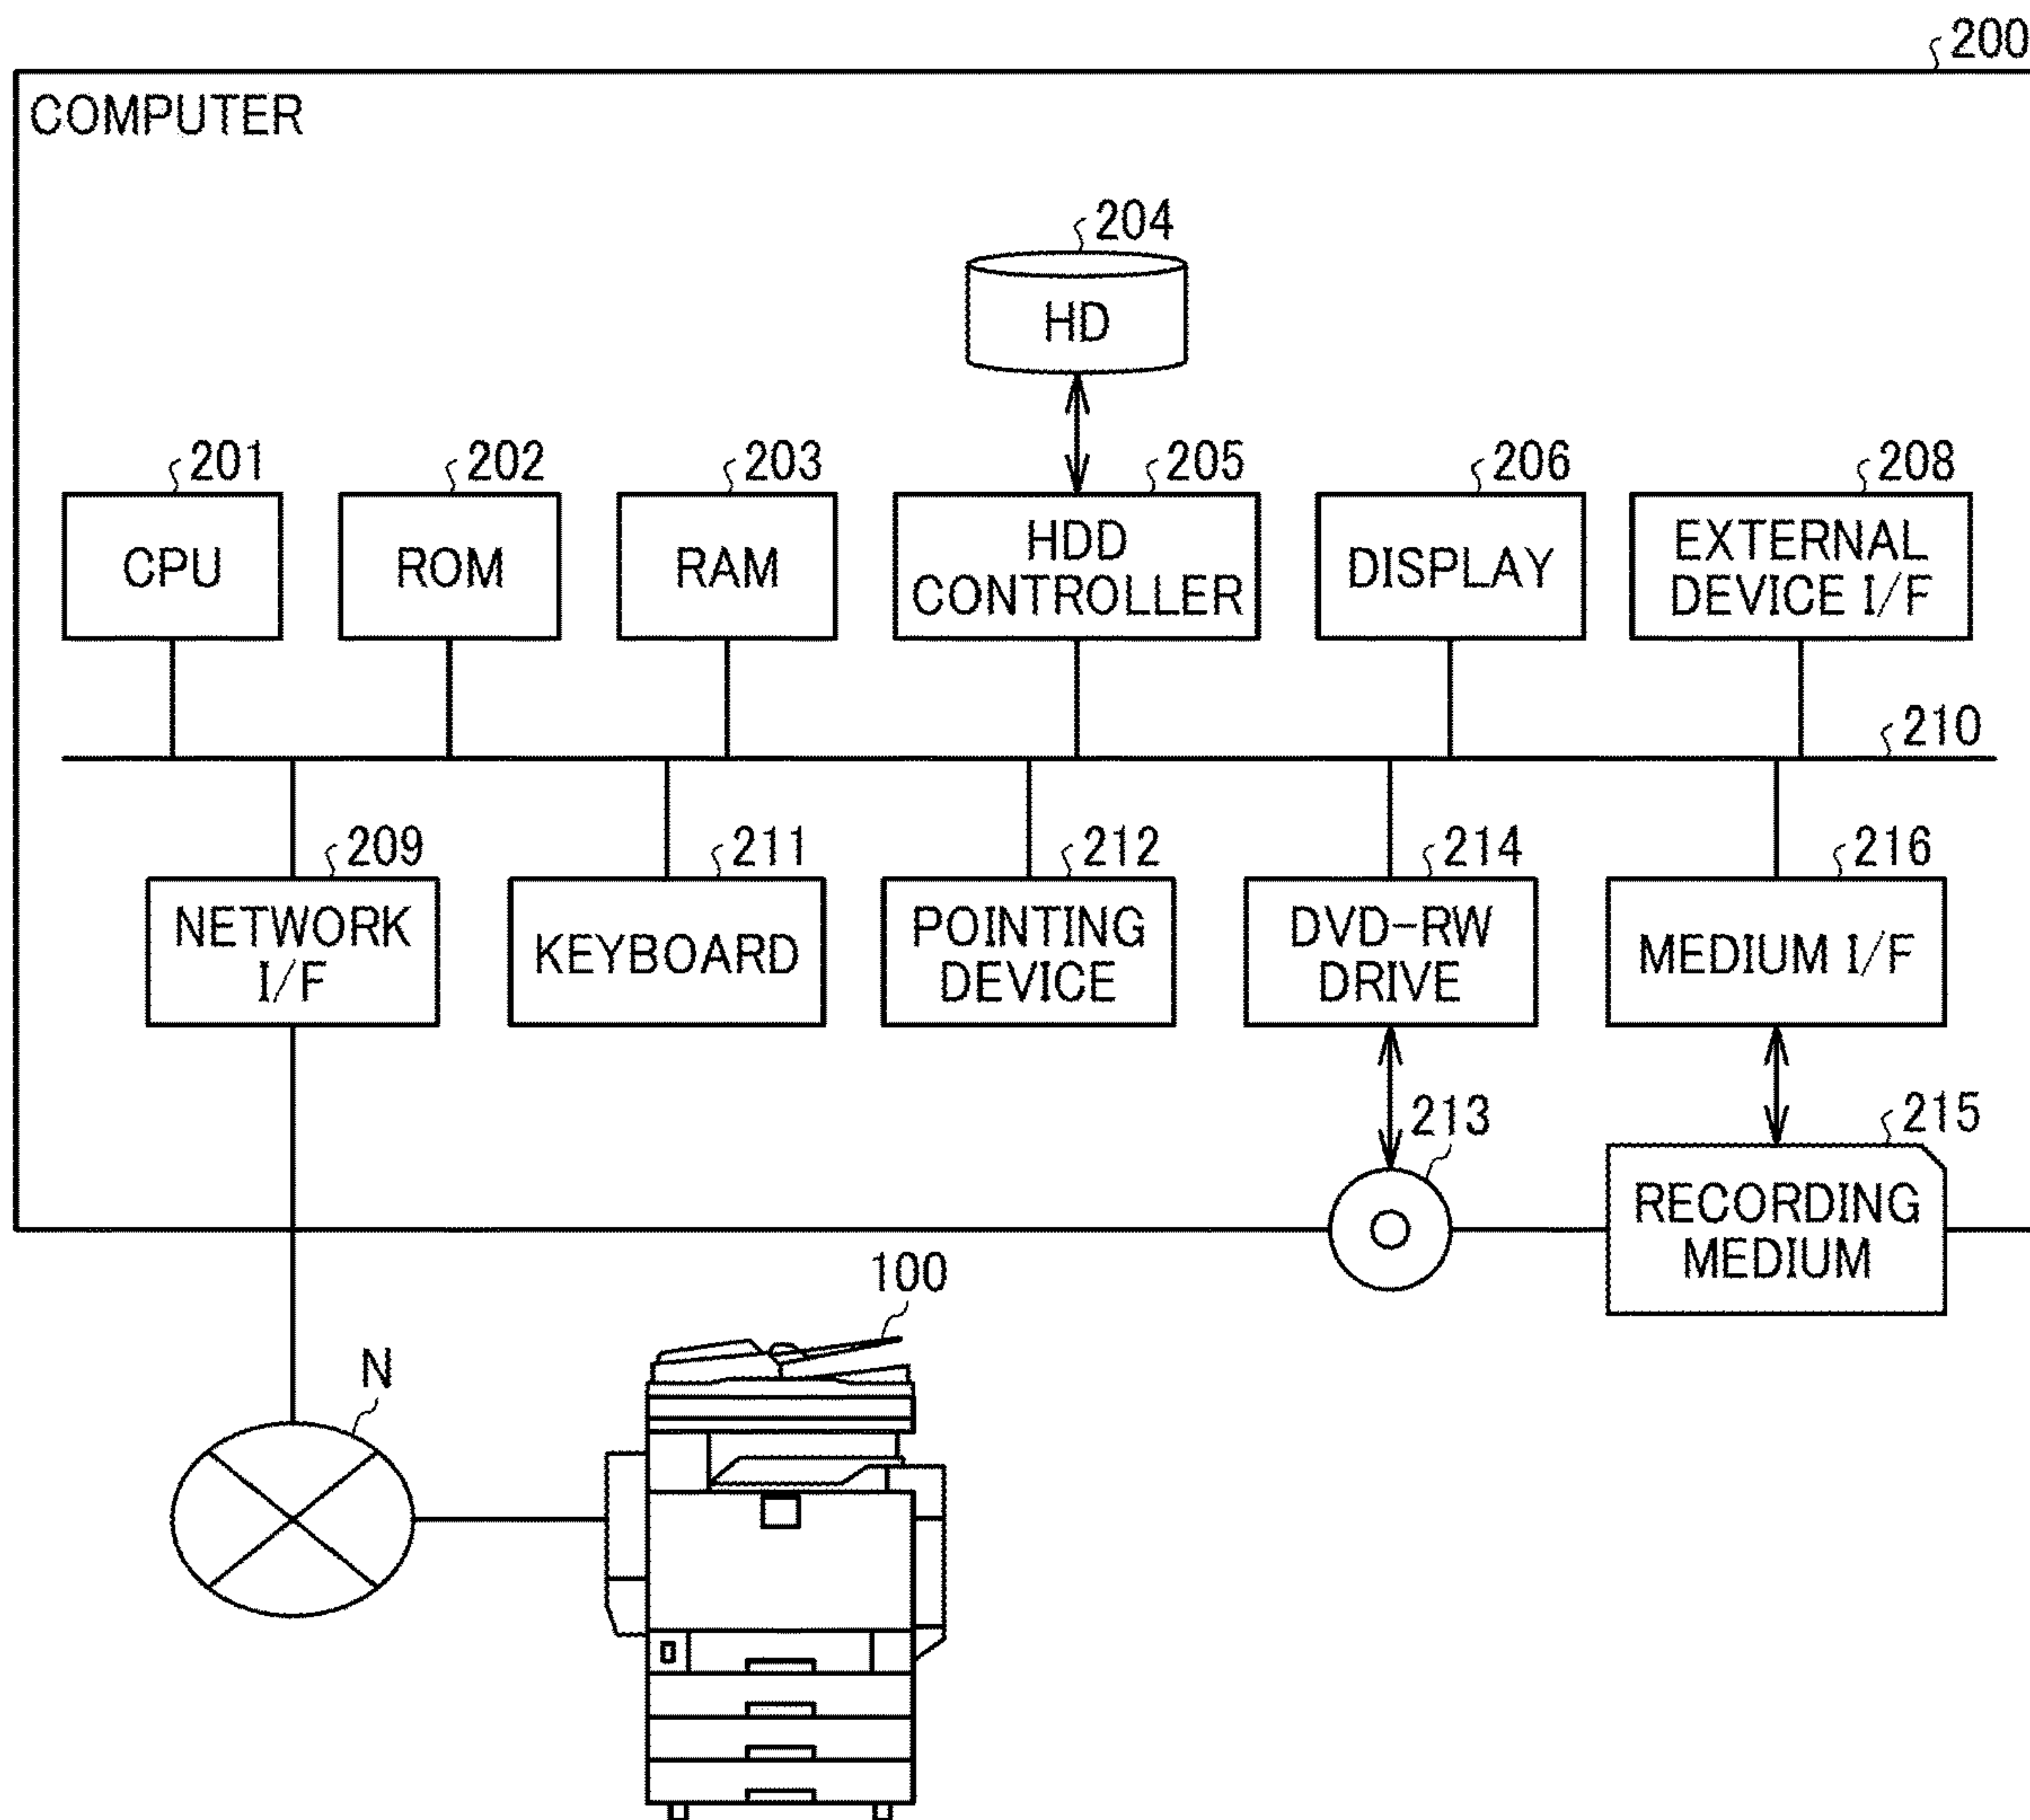 200
COMPUTER
204
HD
201
202
203
205
206
208
CPU
ROM
RAM
HDD
CONTROLLER
DISPLAY
EXTERNAL
DEVICE I/F
210
209
211
212
214
216
NETWORK
I/F
KEYBOARD
POINTING
DEVICE
DVD-RW
DRIVE
MEDIUM I/F
213
215
RECORDING
MEDIUM
100
N